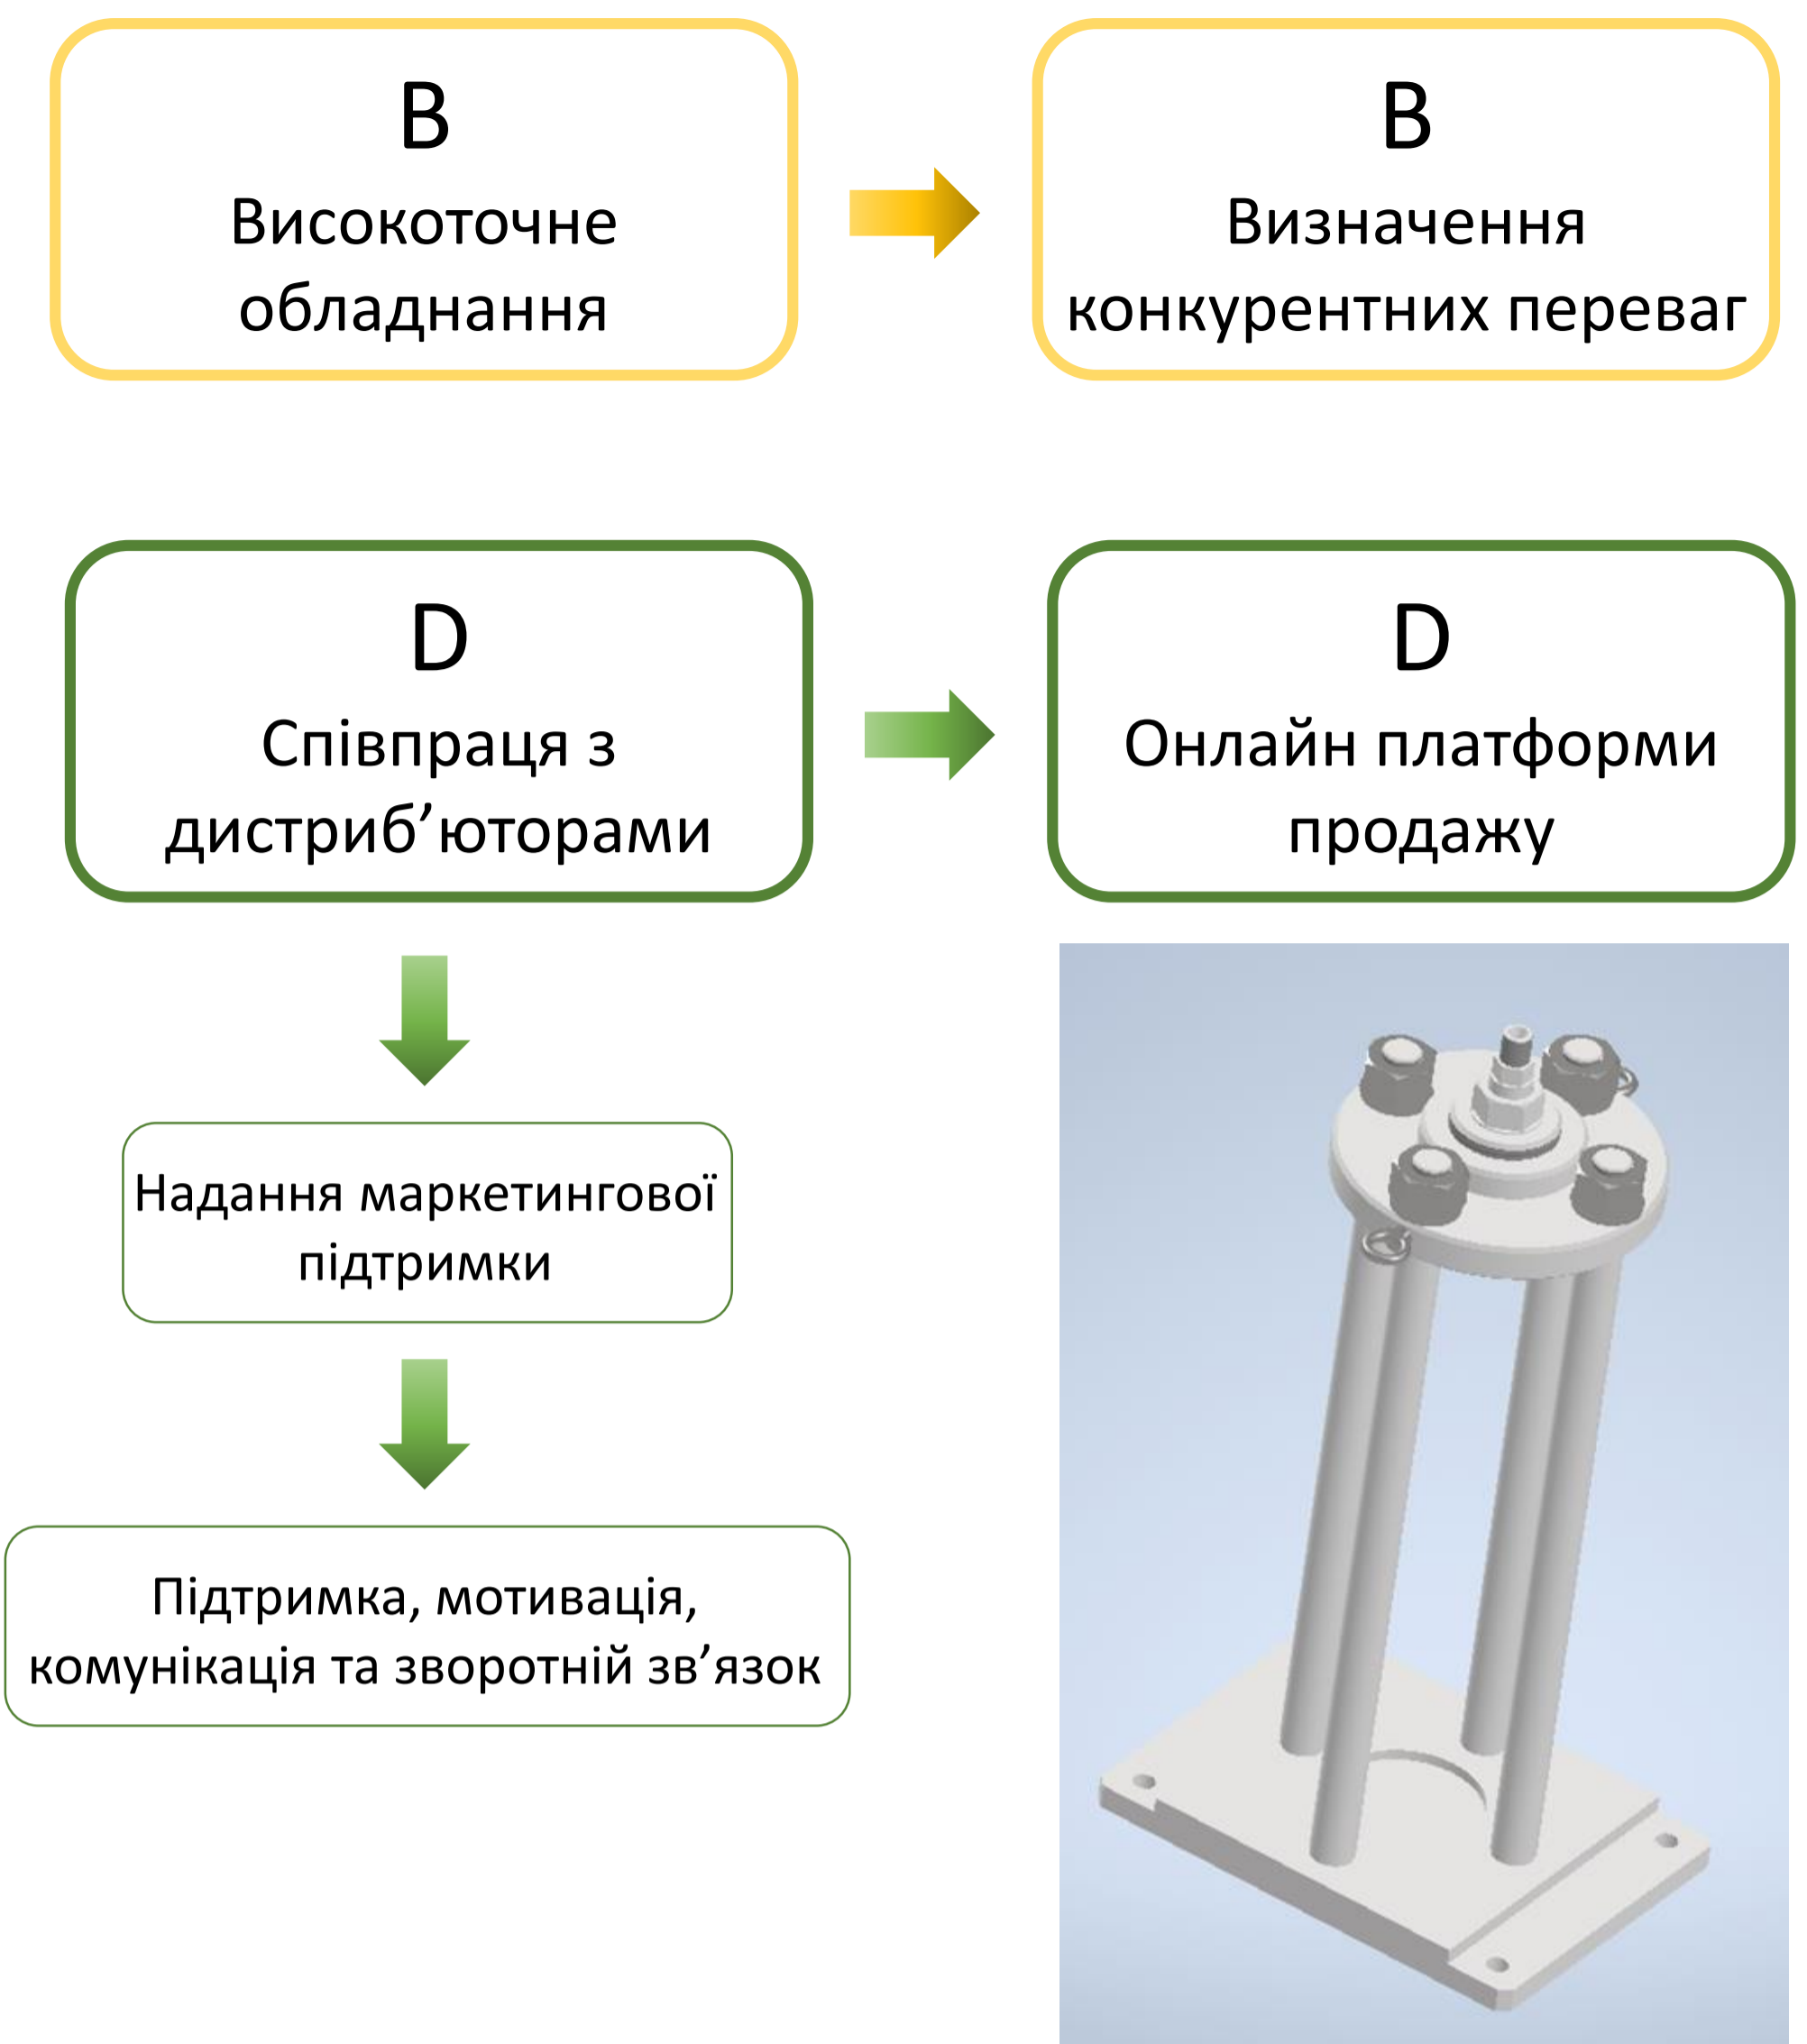 B
Високоточне
обладнання
B
Визначення
конкурентних переваг
D
Співпраця з
дистриб’юторами
D
Онлайн платформи
продажу
Надання маркетингової
підтримки
Підтримка, мотивація,
комунікація та зворотній зв’язок